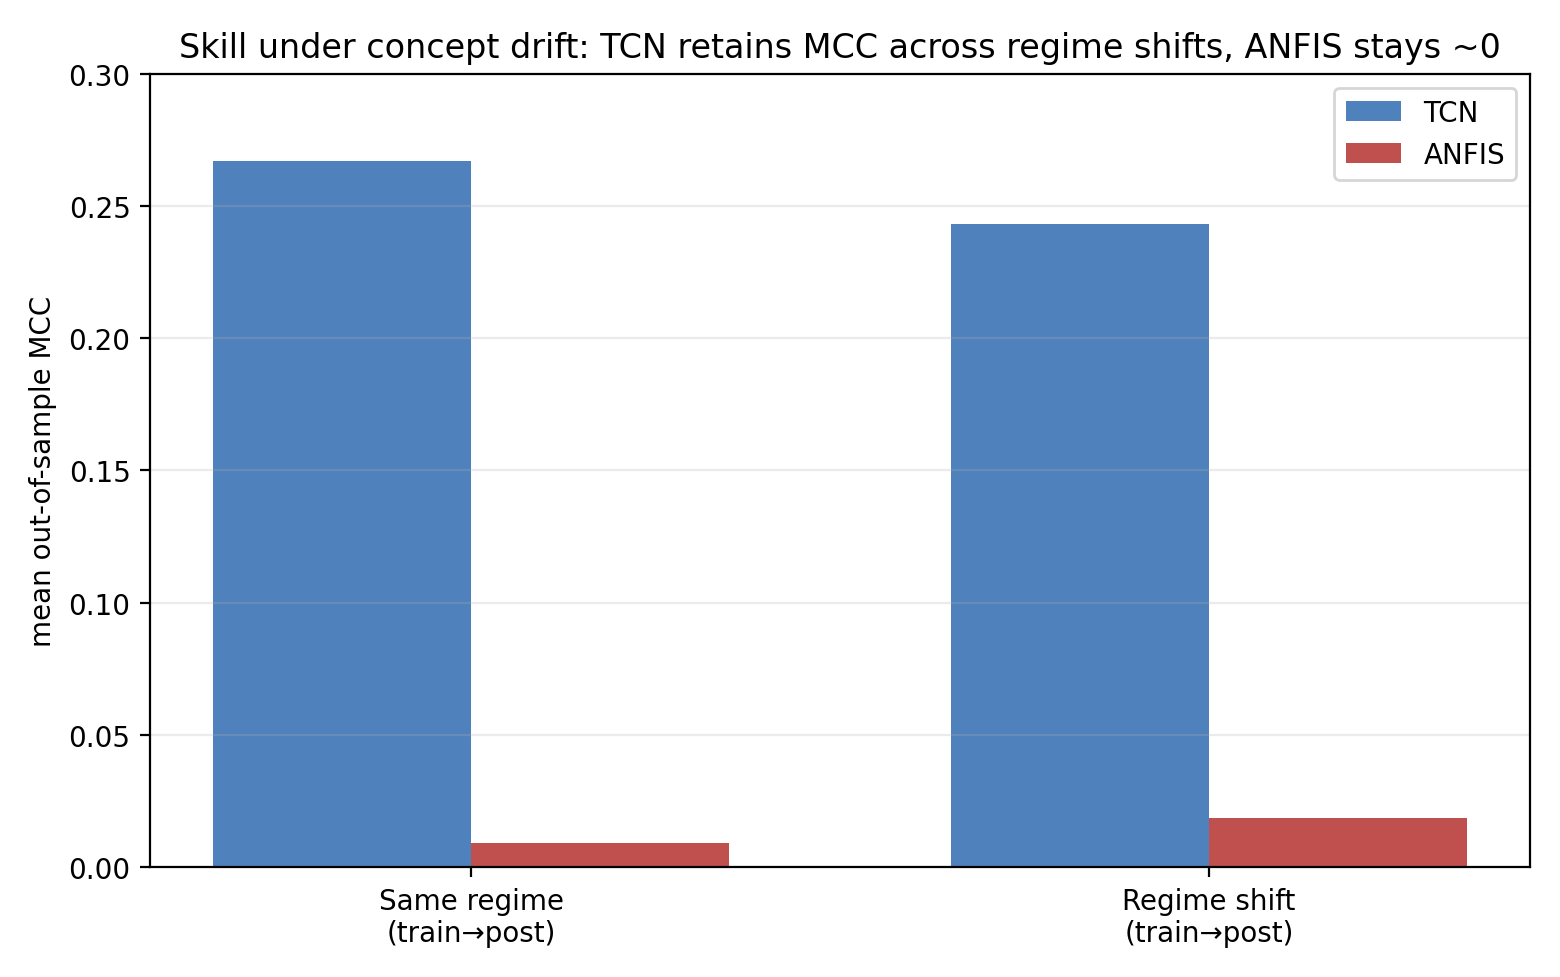 Skill under concept drift: TCN retains MCC across regime shifts, ANFIS stays ~0
TCN
ANFIS
mean out-of-sample MCC
0.30
0.25
0.20
0.15
0.10
0.05
0.00
Same regime
(train→post)
Regime shift
(train→post)